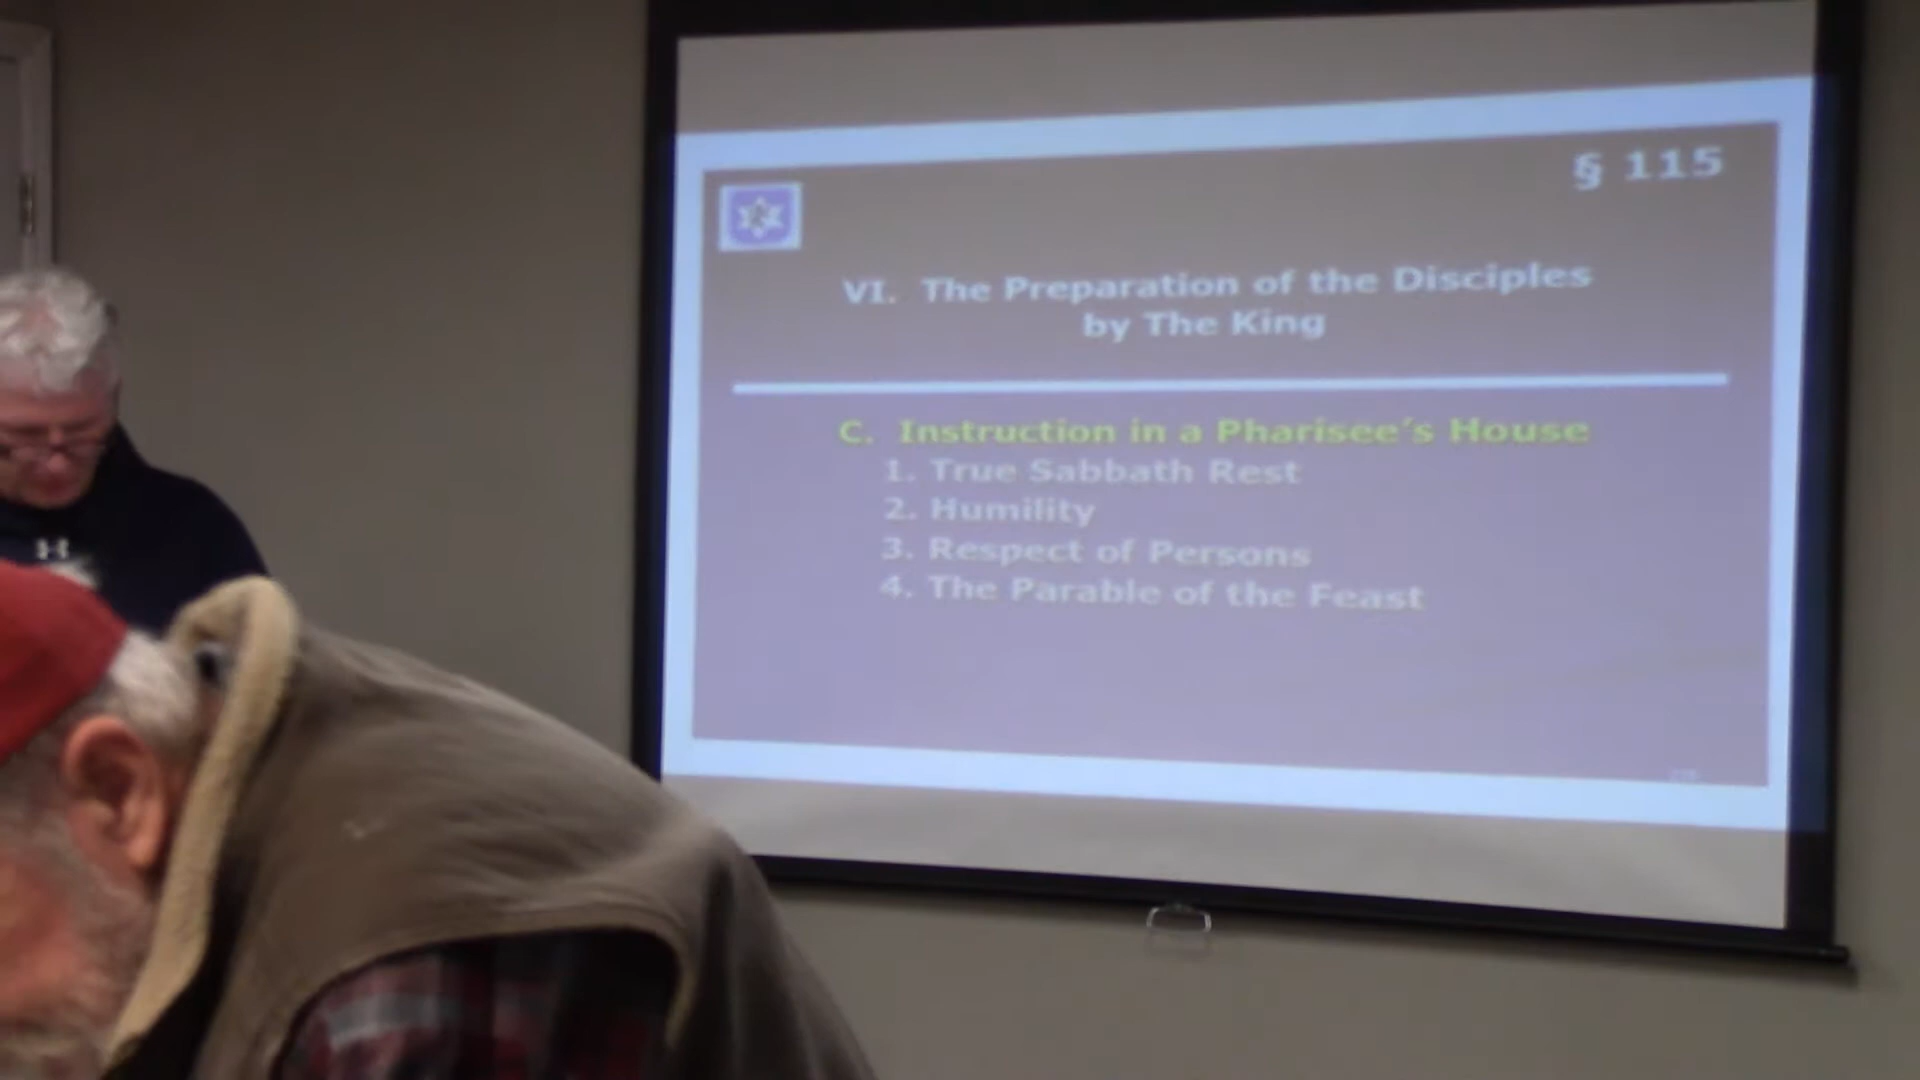 § 115
VI. The Preparation of the Disciples
by The King
C. Instruction in a Pharisee's House
1. True Sabbath Rest
2. Humility
3. Respect of Persons
4. The Parable of the Feast